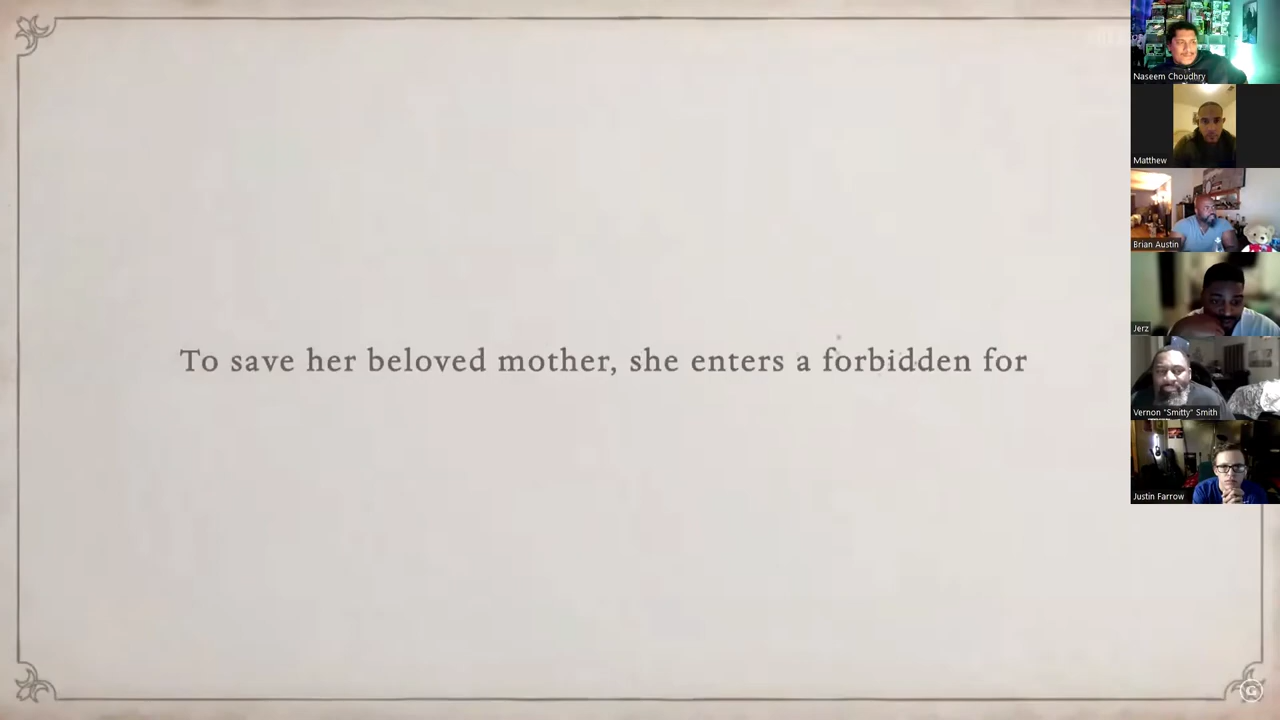 Naseem Choudhry
Matthew
Brian Austin
Jerz
Vernon "Smitty" Smith
Justin Farrow
To save her beloved mother, she enters a forbidden for
G